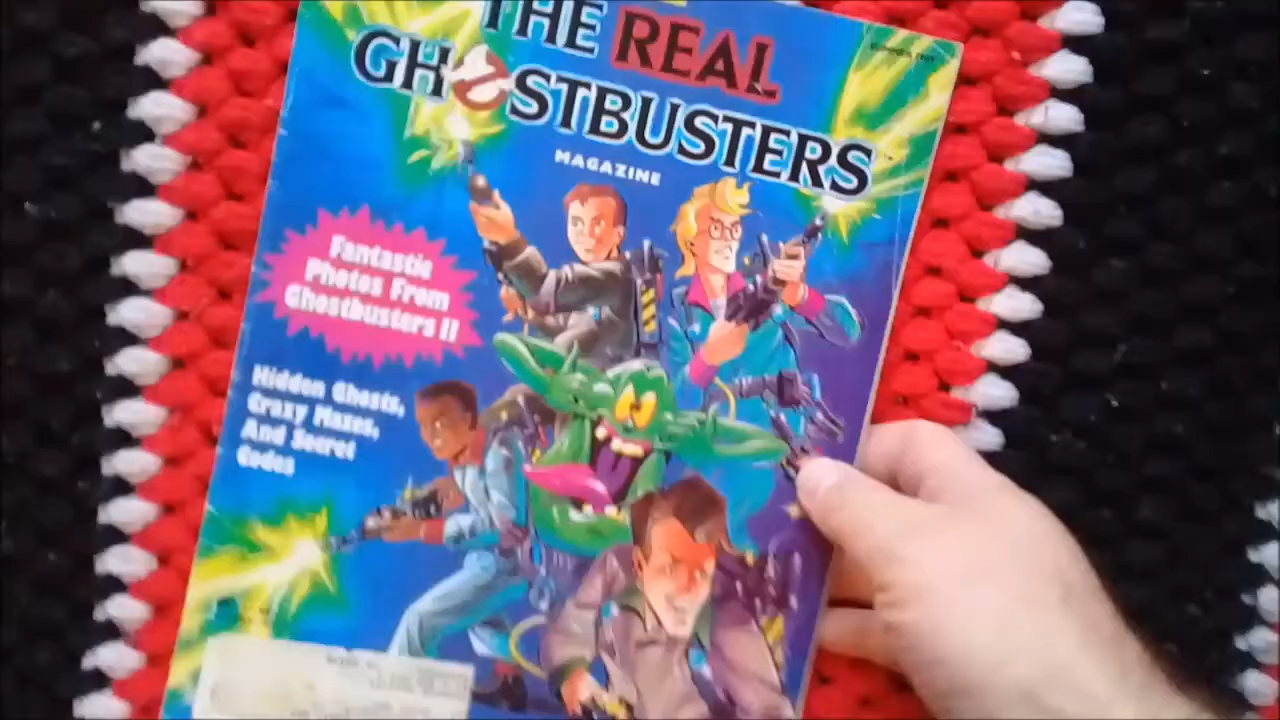 THE REAL
GHOSTBUSTERS
MAGAZINE
Fantastic
Photos From
Ghostbusters II
Hidden Ghosts,
Crazy Mazes,
And Secret
Codes